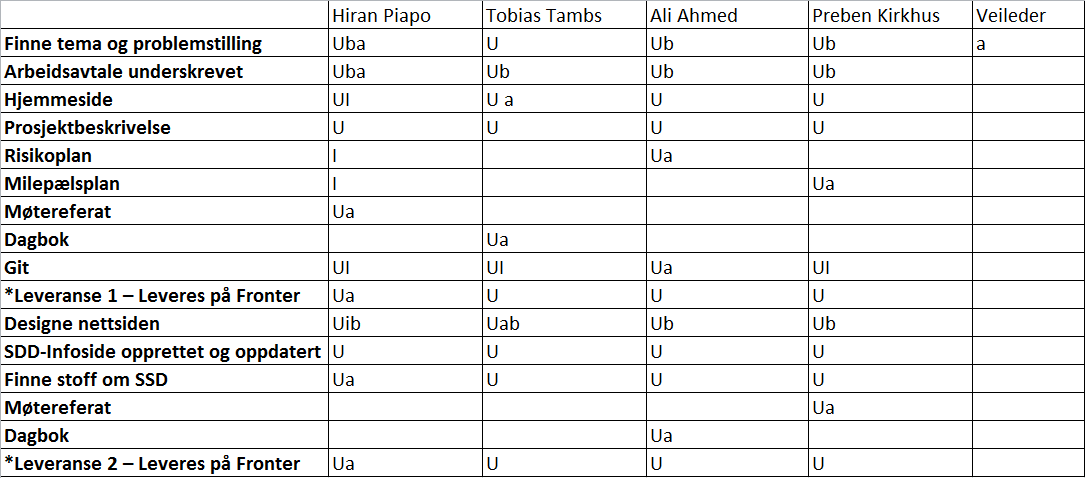 Hiran Piapo Tobias Tambs Ali Ahmed Preben Kirkhus Veileder
Finne tema og problemstilling Uba U Ub Ub a
Arbeidsavtale underskrevet Uba Ub Ub Ub
Hjemmeside UI U a U U
Prosjektbeskrivelse U U U U
Risikoplan I Ua
Milepælsplan I Ua
Møtereferat Ua
Dagbok Ua
Git UI UI Ua UI
*Leveranse 1 – Leveres på Fronter Ua U U U
Designe nettsiden Uib Uab Ub Ub
SDD-Infoside opprettet og oppdatert U U U U
Finne stoff om SSD Ua U U U
Møtereferat Ua
Dagbok Ua
*Leveranse 2 – Leveres på Fronter Ua U U U